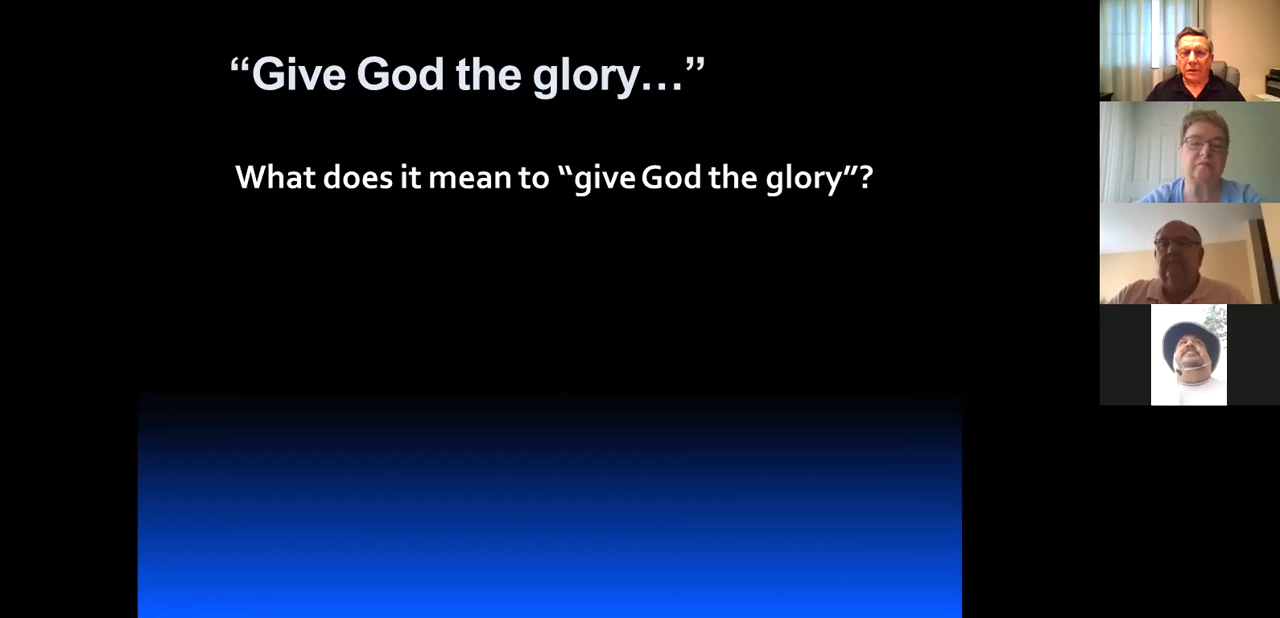 “Give God the glory…”
What does it mean to “give God the glory”?